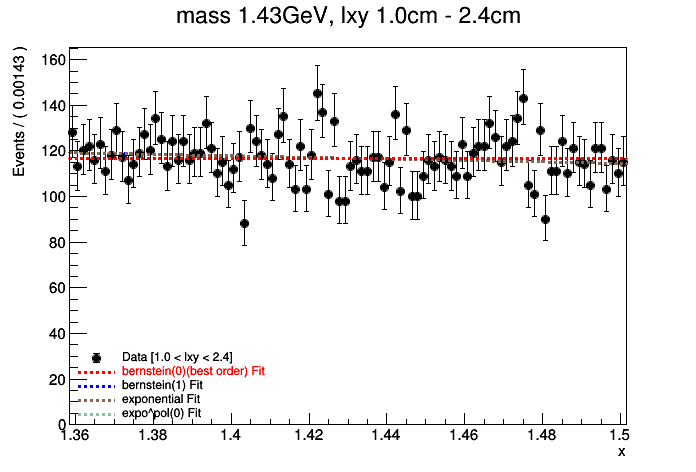 mass 1.43GeV, lxy 1.0cm - 2.4cm
Events / ( 0.00143 )
160
140
120
100
80
60
40
20
0
Data [1.0 < lxy < 2.4]
bernstein(0)(best order) Fit
bernstein(1) Fit
exponential Fit
expo^pol(0) Fit
1.36 1.38 1.4 1.42 1.44 1.46 1.48 1.5
x